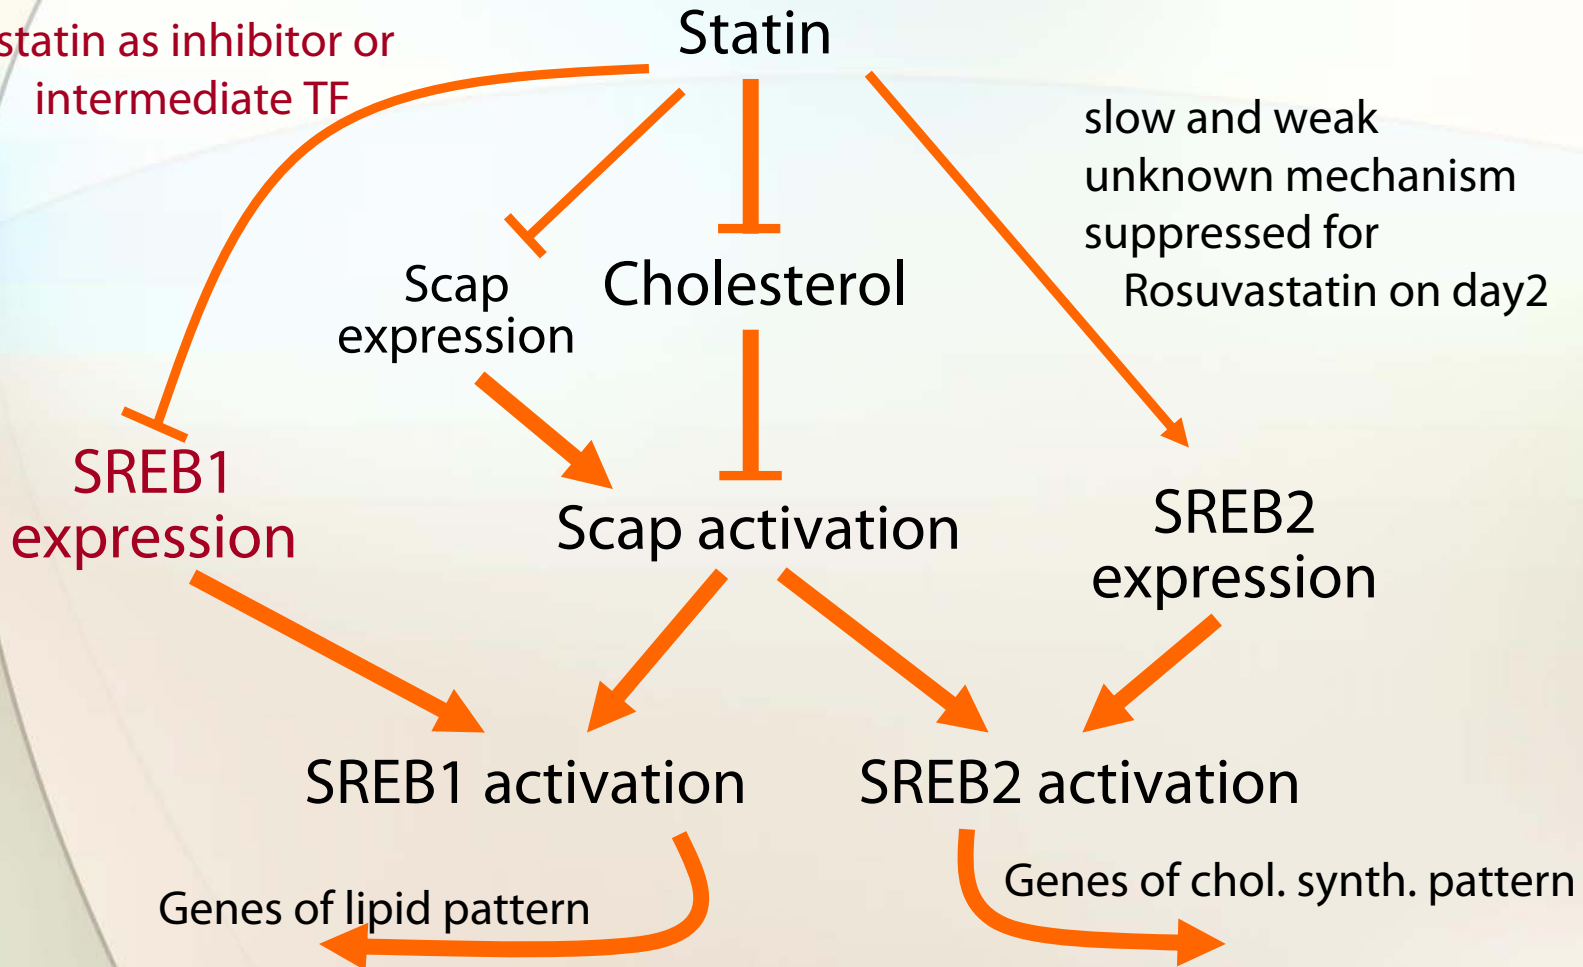 statin as inhibitor or
intermediate TF
Statin
slow and weak
unknown mechanism
suppressed for
Rosuvastatin on day2
Scap
expression
Cholesterol
SREB1
expression
Scap activation
SREB2
expression
SREB1 activation
SREB2 activation
Genes of lipid pattern
Genes of chol. synth. pattern